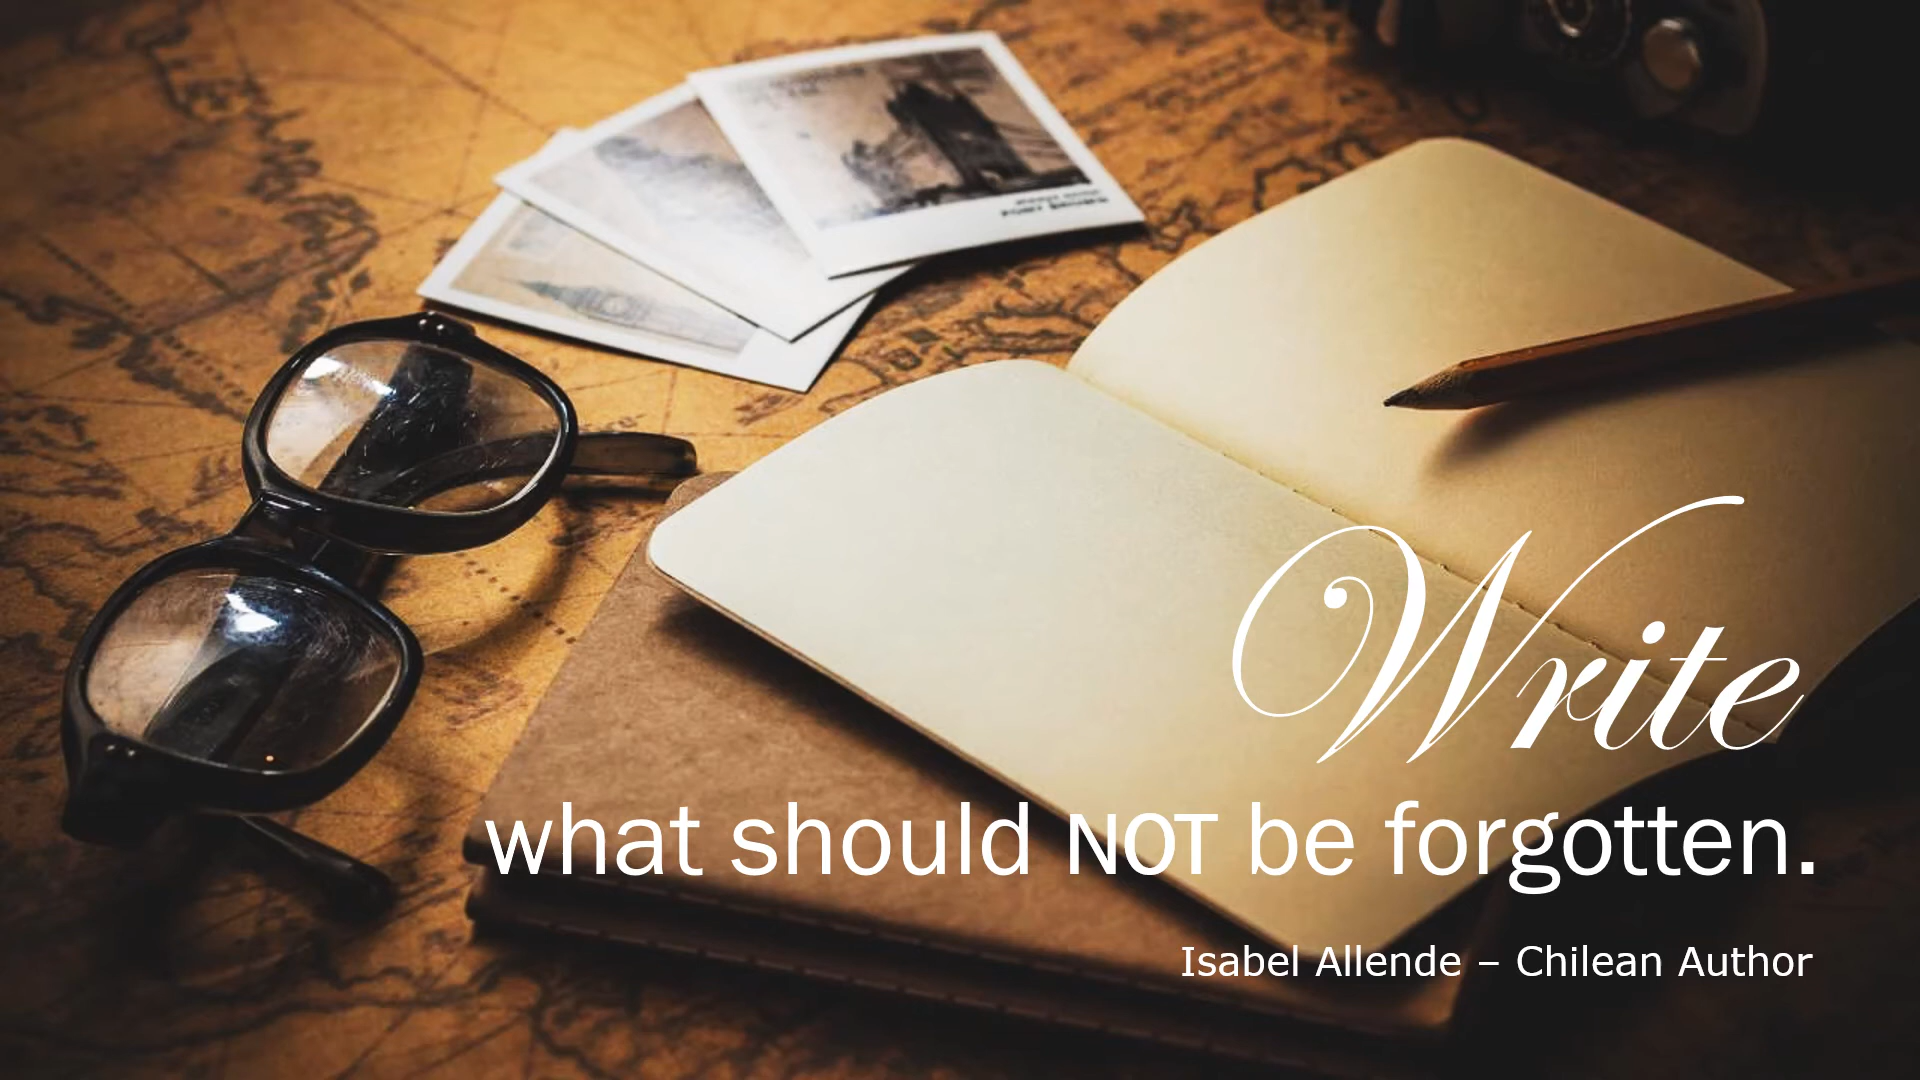 Write
what should NOT be forgotten.
Isabel Allende – Chilean Author